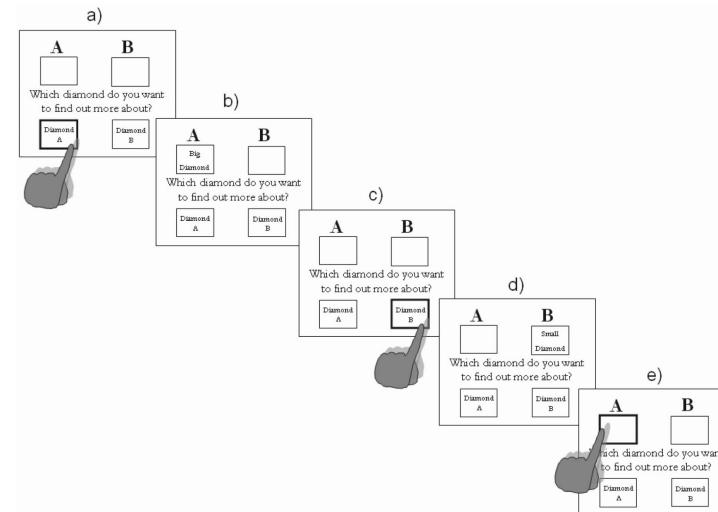 a)
A B
Which diamond do you want
to find out more about?
Diamond
A
Diamond
B
b)
A B
Big
Diamond
Which diamond do you want
to find out more about?
Diamond
A
Diamond
B
c)
A B
Which diamond do you want
to find out more about?
Diamond
A
Diamond
B
d)
A B
Small
Diamond
Which diamond do you want
to find out more about?
Diamond
A
Diamond
B
e)
A B
diamond do you
to find out more about?
Diamond
A
Diamond
B